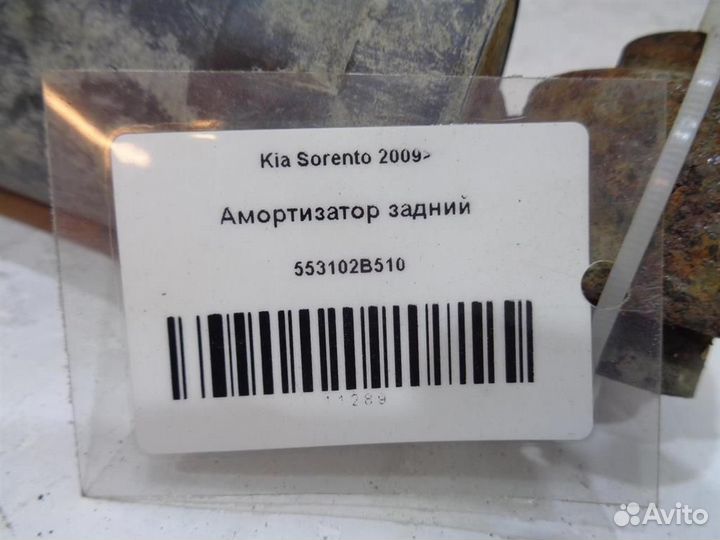 Kia Sorento 2009>
Амортизатор задний
553102B510
11289
Avito